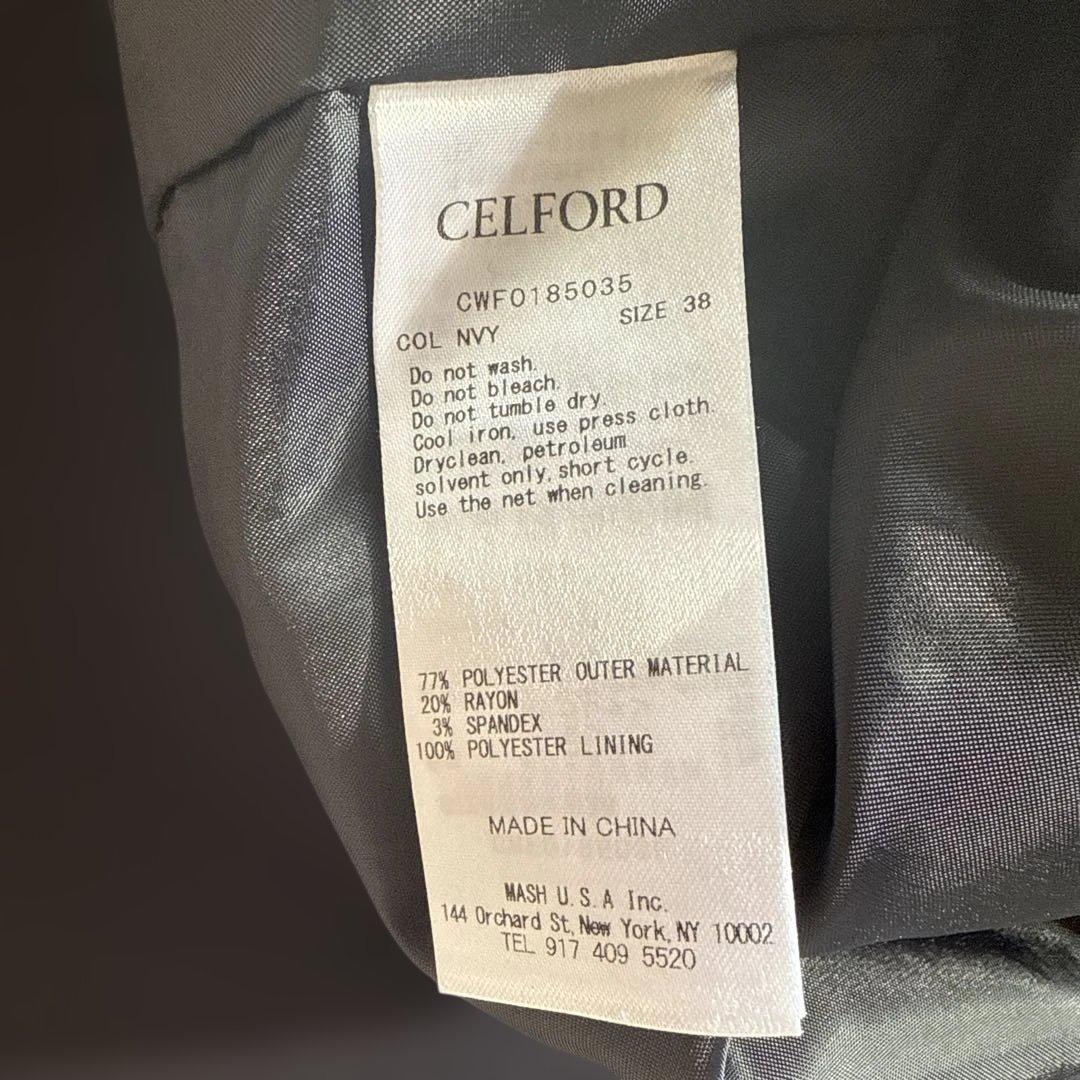 CELFORD
CWFO185035
COL NVY SIZE 38
Do not wash.
Do not bleach.
Do not tumble dry.
Cool iron, use press cloth.
Dryclean, petroleum
solvent only, short cycle.
Use the net when cleaning.
77% POLYESTER OUTER MATERIAL
20% RAYON
3% SPANDEX
100% POLYESTER LINING
MADE IN CHINA
MASH U.S.A Inc.
144 Orchard St, New York, NY 10002
TEL 917 409 5520